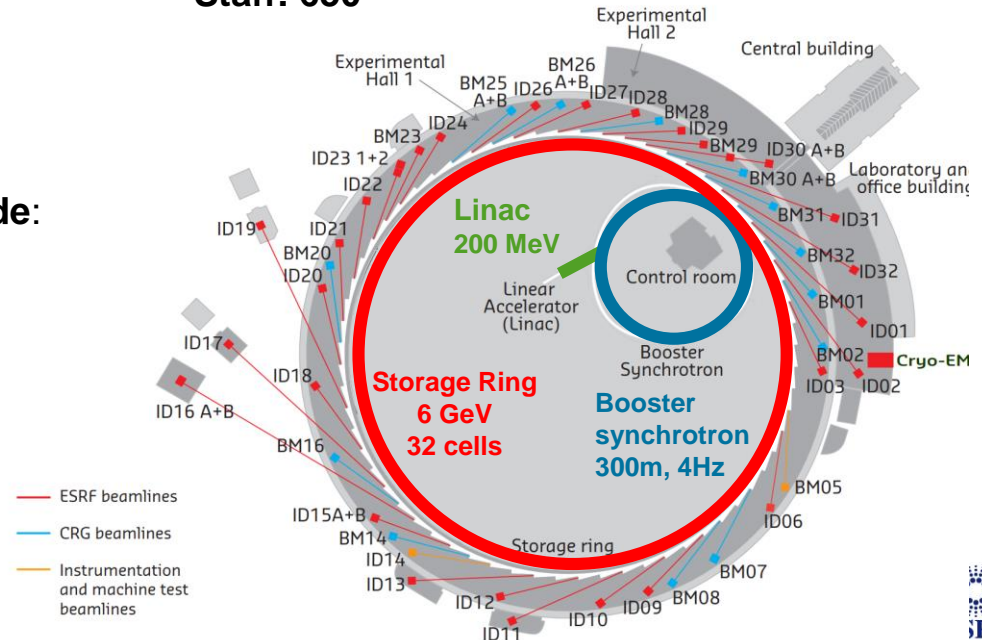 Staff: 630
de:
Experimental
Hall 2
Central building
Experimental
Hall 1
BM25
A+B
ID26
BM26
A+B
ID27
ID28
BM28
ID29
BM29
ID30 A+B
BM30 A+B
Laboratory an
office building
ID24
BM23
ID23 1+2
ID22
ID21
BM20
ID20
ID19
ID17
ID18
ID16 A+B
BM16
BM31
ID31
BM32
ID32
BM01
ID01
BM02
Cryo-EM
ID03
ID02
Linac
200 MeV
Linear
Accelerator
(Linac)
Control room
Booster
Synchrotron
Storage Ring
6 GeV
32 cells
Booster
synchrotron
300m, 4Hz
BM05
ID06
BM07
BM08
ID09
ID10
ID11
ID12
ID13
ID14
BM14
ID15A+B
Storage ring
ESRF beamlines
CRG beamlines
Instrumentation
and machine test
beamlines